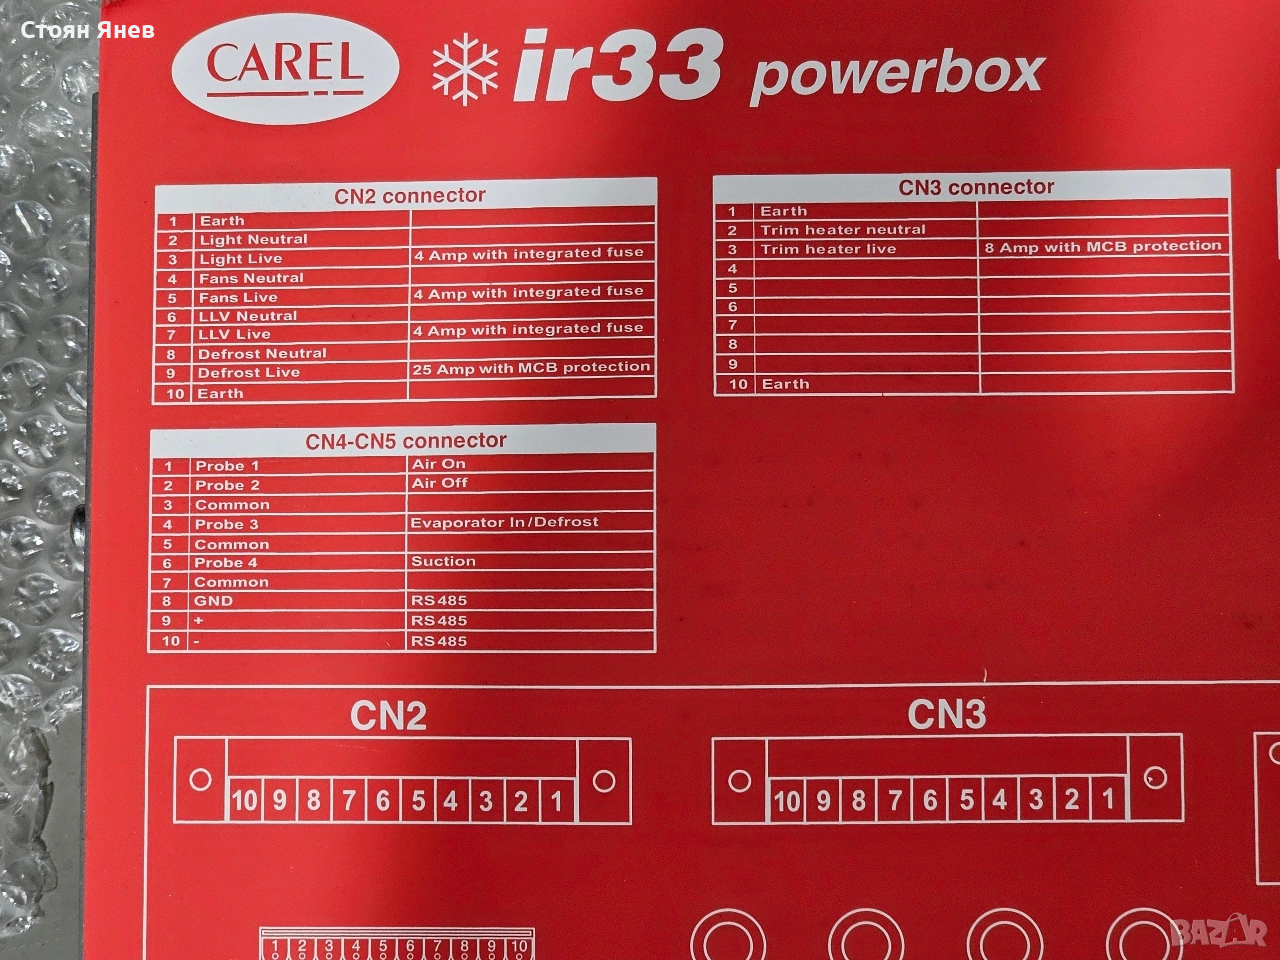 Стоян Янев
CAREL ir33 powerbox
CN2 connector
1 Earth
2 Light Neutral
3 Light Live 4 Amp with integrated fuse
4 Fans Neutral
5 Fans Live 4 Amp with integrated fuse
6 LLV Neutral
7 LLV Live 4 Amp with integrated fuse
8 Defrost Neutral
9 Defrost Live 25 Amp with MCB protection
10 Earth
CN3 connector
1 Earth
2 Trim heater neutral
3 Trim heater live 8 Amp with MCB protection
4
5
6
7
8
9
10 Earth
CN4-CN5 connector
1 Probe 1 Air On
2 Probe 2 Air Off
3 Common
4 Probe 3 Evaporator In/Defrost
5 Common
6 Probe 4 Suction
7 Common
8 GND RS485
9 + RS485
10 - RS485
CN2
10 9 8 7 6 5 4 3 2 1
CN3
10 9 8 7 6 5 4 3 2 1
1 2 3 4 5 6 7 8 9 10
BAZAR